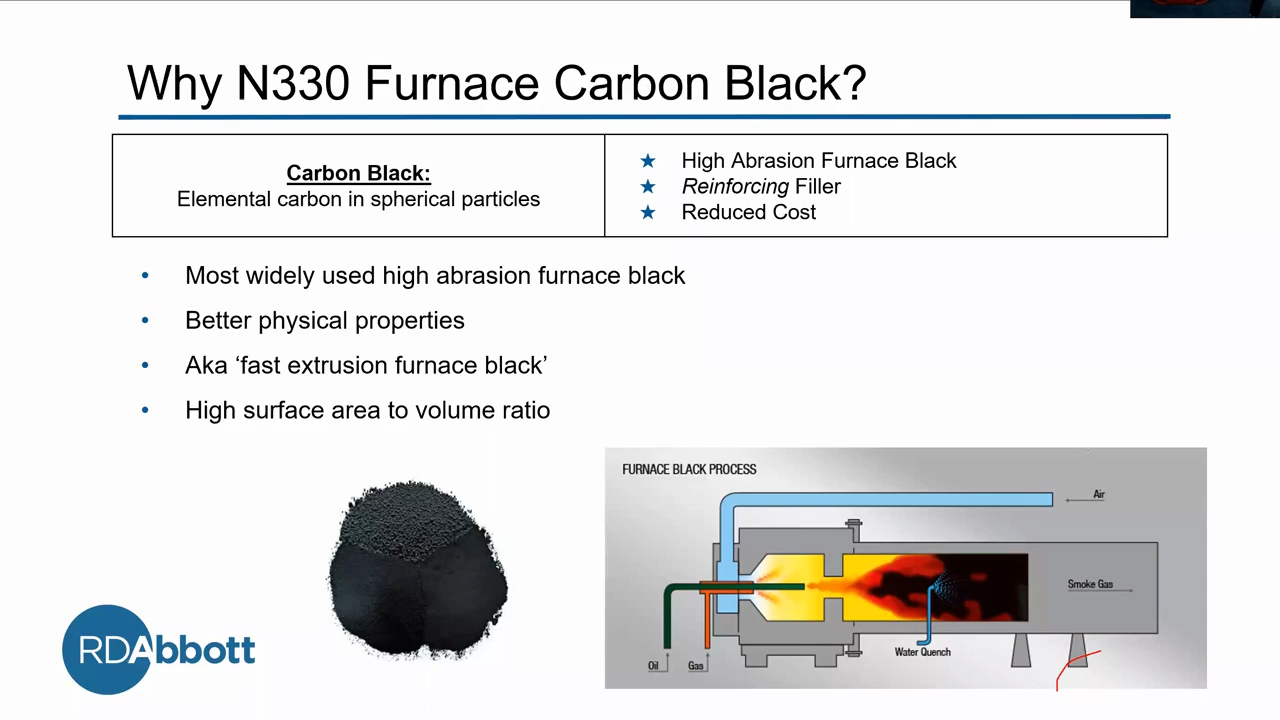 Why N330 Furnace Carbon Black?
Carbon Black:
Elemental carbon in spherical particles
★ High Abrasion Furnace Black
★ Reinforcing Filler
★ Reduced Cost
• Most widely used high abrasion furnace black
• Better physical properties
• Aka ‘fast extrusion furnace black’
• High surface area to volume ratio
FURNACE BLACK PROCESS
Air
Smoke Gas
Water Quench
Oil
Gas
RDAbbott